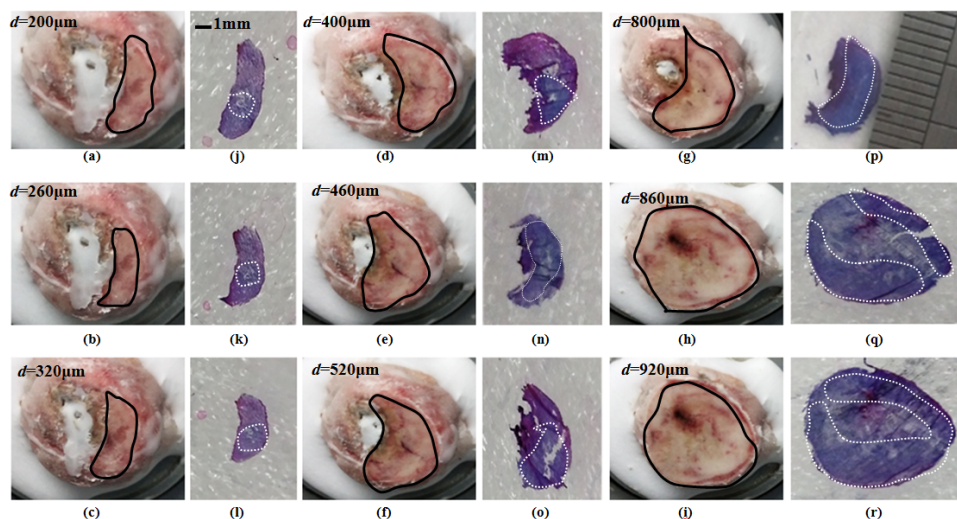 d=200μm 1mm d=400μm d=800μm
(a) (j) (d) (m) (g) (p)
d=260μm d=460μm d=860μm
(b) (k) (e) (n) (h) (q)
d=320μm d=520μm d=920μm
(c) (l) (f) (o) (i) (r)